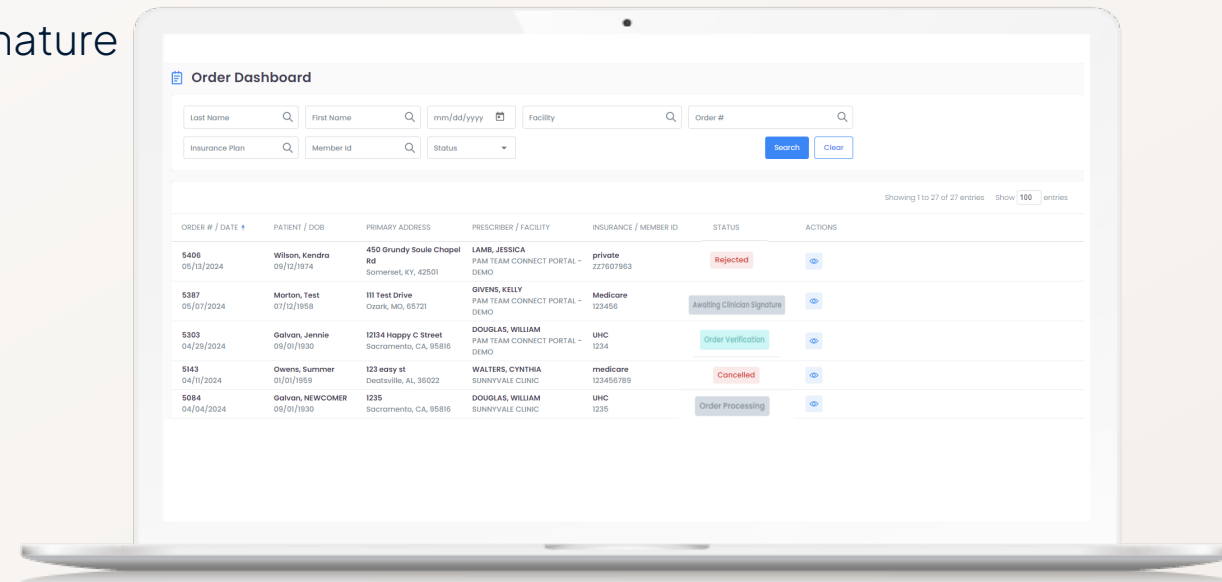 nature
Order Dashboard
Last Name First Name mm/dd/yyyy Facility Order #
Insurance Plan Member Id Status Search Clear
Showing 1 to 27 of 27 entries Show 100 entries
ORDER # / DATE PATIENT / DOB PRIMARY ADDRESS PRESCRIBER / FACILITY INSURANCE / MEMBER ID STATUS ACTIONS
5406 Wilson, Kendra 450 Grundy Soule Chapel Rd LAMB, JESSICA private Rejected
05/13/2024 09/12/1974 Somerset, KY, 42501 PAM TEAM CONNECT PORTAL - DEMO ZZ7607963
5387 Morton, Test 111 Test Drive GIVENS, KELLY Medicare Awaiting Clinician Signature
05/07/2024 07/12/1958 Ozark, MO, 65721 PAM TEAM CONNECT PORTAL - DEMO 123456
5303 Galvan, Jennie 12134 Happy C Street DOUGLAS, WILLIAM UHC Order Verification
04/29/2024 09/01/1930 Sacramento, CA, 95816 PAM TEAM CONNECT PORTAL - DEMO 1234
5143 Owens, Summer 123 easy st WALTERS, CYNTHIA medicare Cancelled
04/11/2024 01/01/1959 Deatsville, AL, 36022 SUNNYVALE CLINIC 123456789
5084 Galvan, NEWCOMER 1235 DOUGLAS, WILLIAM UHC Order Processing
04/04/2024 09/01/1930 Sacramento, CA, 95816 SUNNYVALE CLINIC 1235